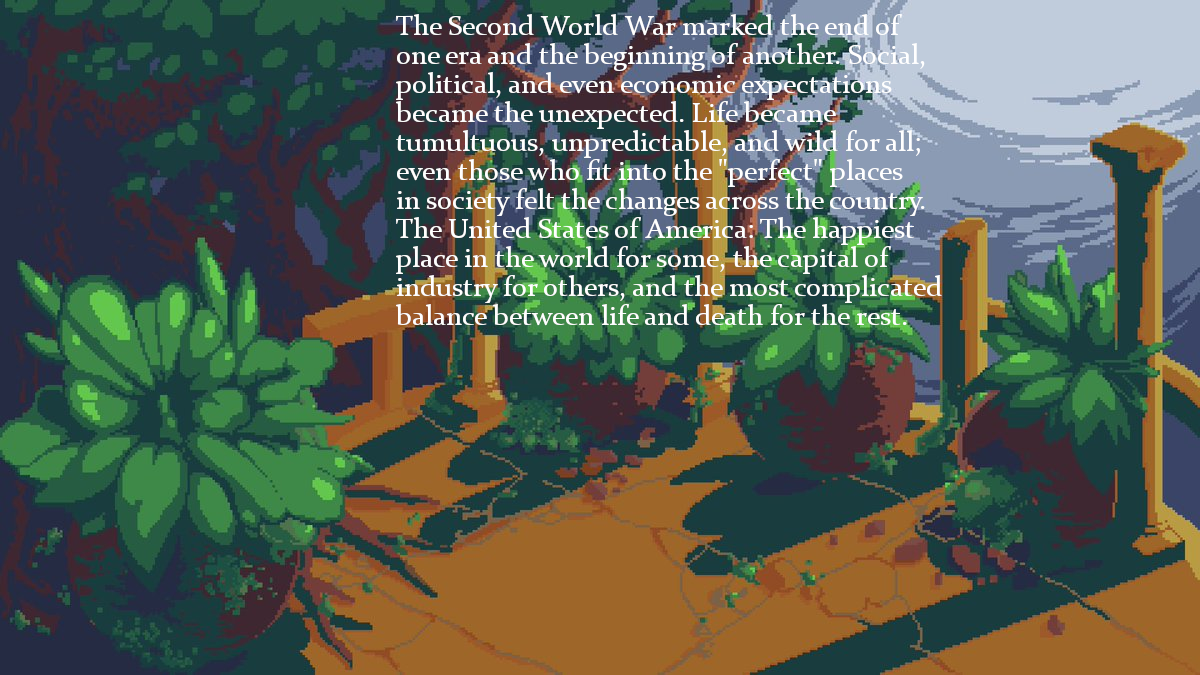 The Second World War marked the end of
one era and the beginning of another. Social,
political, and even economic expectations
became the unexpected. Life became
tumultuous, unpredictable, and wild for all;
even those who fit into the "perfect" places
in society felt the changes across the country.
The United States of America: The happiest
place in the world for some, the capital of
industry for others, and the most complicated
balance between life and death for the rest.